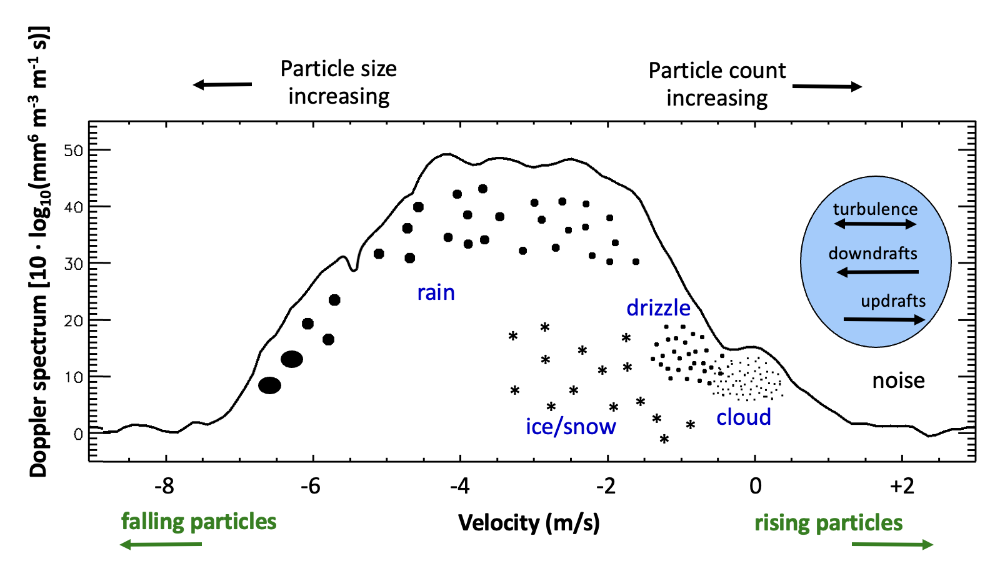 Particle size
increasing
Particle count
increasing
Doppler spectrum [10 · log₁₀(mm⁶ m⁻³ m⁻¹ s)]
50
40
30
20
10
0
turbulence
downdrafts
updrafts
rain
drizzle
ice/snow
cloud
noise
-8 -6 -4 -2 0 +2
falling particles Velocity (m/s) rising particles